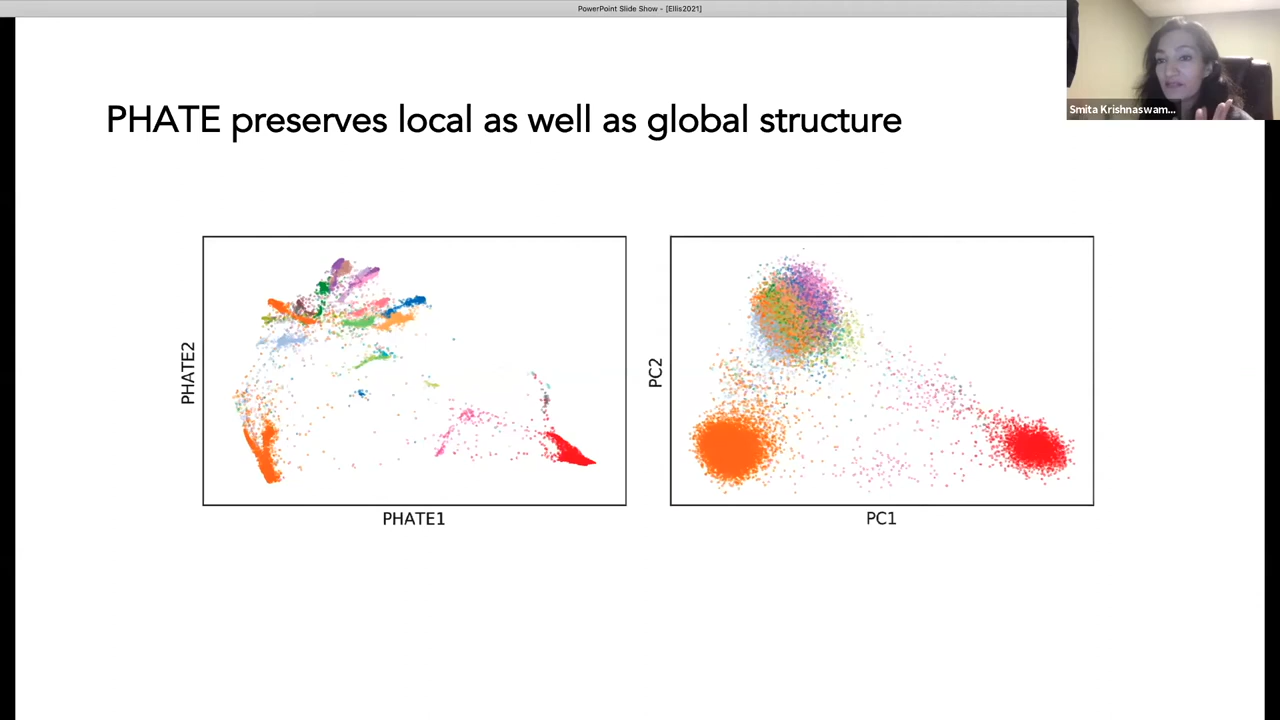 PowerPoint Slide Show - [Ellis2021]
Smita Krishnaswam...
PHATE preserves local as well as global structure
PHATE2
PHATE1
PC2
PC1